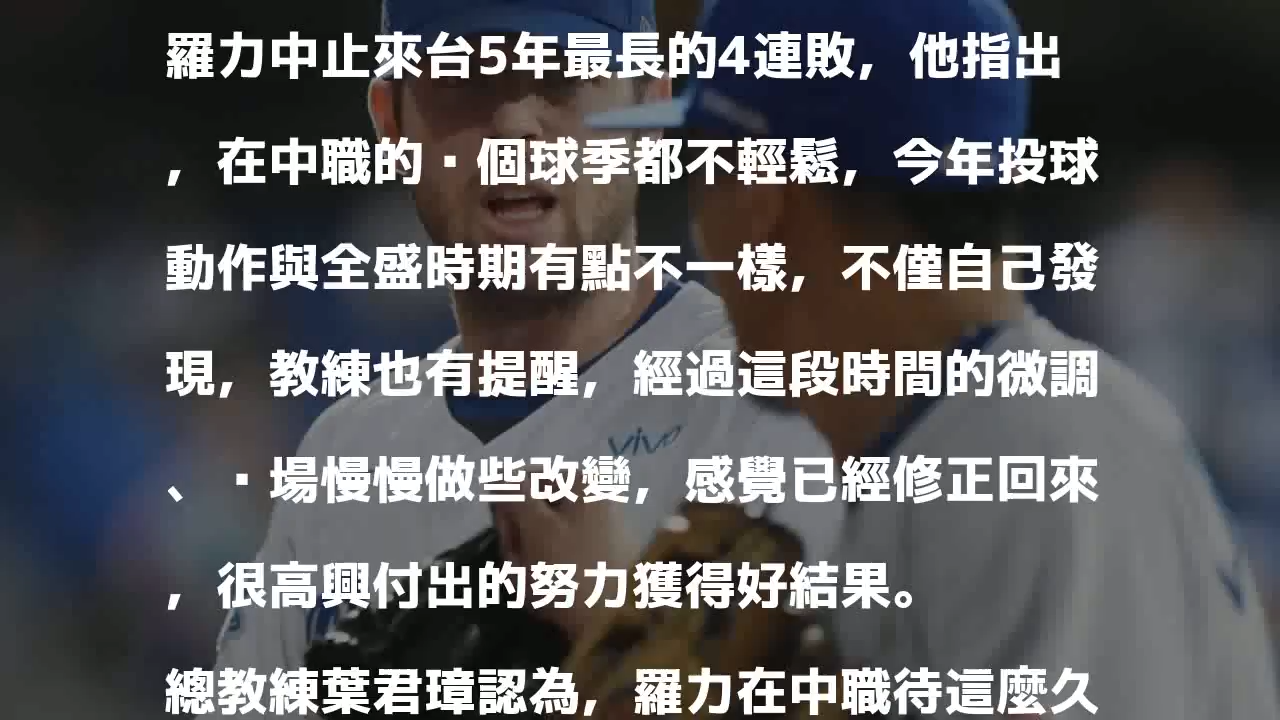 羅力中止來台5年最長的4連敗，他指出
，在中職的·個球季都不輕鬆，今年投球
動作與全盛時期有點不一樣，不僅自己發
現，教練也有提醒，經過這段時間的微調
、·場慢慢做些改變，感覺已經修正回來
，很高興付出的努力獲得好結果。
總教練葉君璋認為，羅力在中職待這麼久
vivo